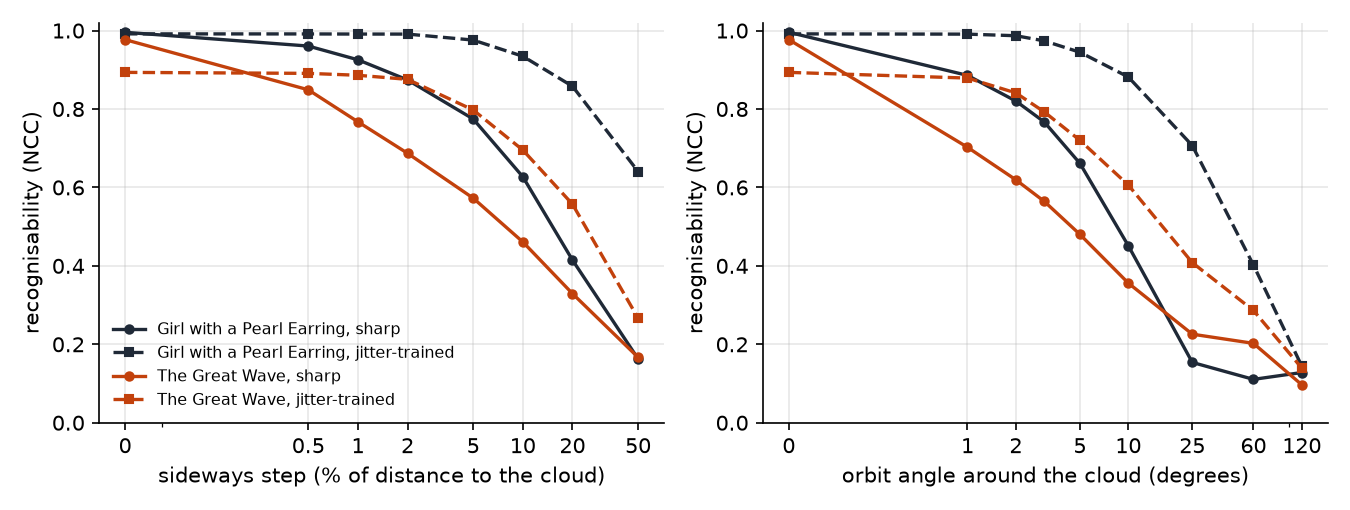 1.0
0.8
0.6
0.4
0.2
0.0
recognisability (NCC)
Girl with a Pearl Earring, sharp
Girl with a Pearl Earring, jitter-trained
The Great Wave, sharp
The Great Wave, jitter-trained
0 0.5 1 2 5 10 20 50
sideways step (% of distance to the cloud)
1.0
0.8
0.6
0.4
0.2
0.0
recognisability (NCC)
0 1 2 5 10 25 60 120
orbit angle around the cloud (degrees)